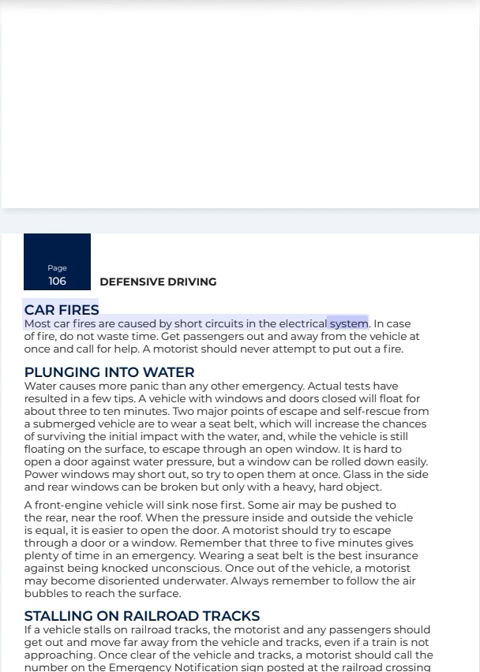 Page
106
DEFENSIVE DRIVING
CAR FIRES
Most car fires are caused by short circuits in the electrical system. In case
of fire, do not waste time. Get passengers out and away from the vehicle at
once and call for help. A motorist should never attempt to put out a fire.
PLUNGING INTO WATER
Water causes more panic than any other emergency. Actual tests have
resulted in a few tips. A vehicle with windows and doors closed will float for
about three to ten minutes. Two major points of escape and self-rescue from
a submerged vehicle are to wear a seat belt, which will increase the chances
of surviving the initial impact with the water, and, while the vehicle is still
floating on the surface, to escape through an open window. It is hard to
open a door against water pressure, but a window can be rolled down easily.
Power windows may short out, so try to open them at once. Glass in the side
and rear windows can be broken but only with a heavy, hard object.
A front-engine vehicle will sink nose first. Some air may be pushed to
the rear, near the roof. When the pressure inside and outside the vehicle
is equal, it is easier to open the door. A motorist should try to escape
through a door or a window. Remember that three to five minutes gives
plenty of time in an emergency. Wearing a seat belt is the best insurance
against being knocked unconscious. Once out of the vehicle, a motorist
may become disoriented underwater. Always remember to follow the air
bubbles to reach the surface.
STALLING ON RAILROAD TRACKS
If a vehicle stalls on railroad tracks, the motorist and any passengers should
get out and move far away from the vehicle and tracks, even if a train is not
approaching. Once clear of the vehicle and tracks, a motorist should call the
number on the Emergency Notification sign posted at the railroad crossing